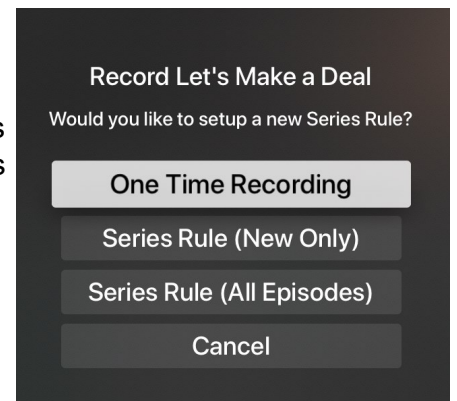 Record Let's Make a Deal
Would you like to setup a new Series Rule?
s
s
One Time Recording
Series Rule (New Only)
Series Rule (All Episodes)
Cancel